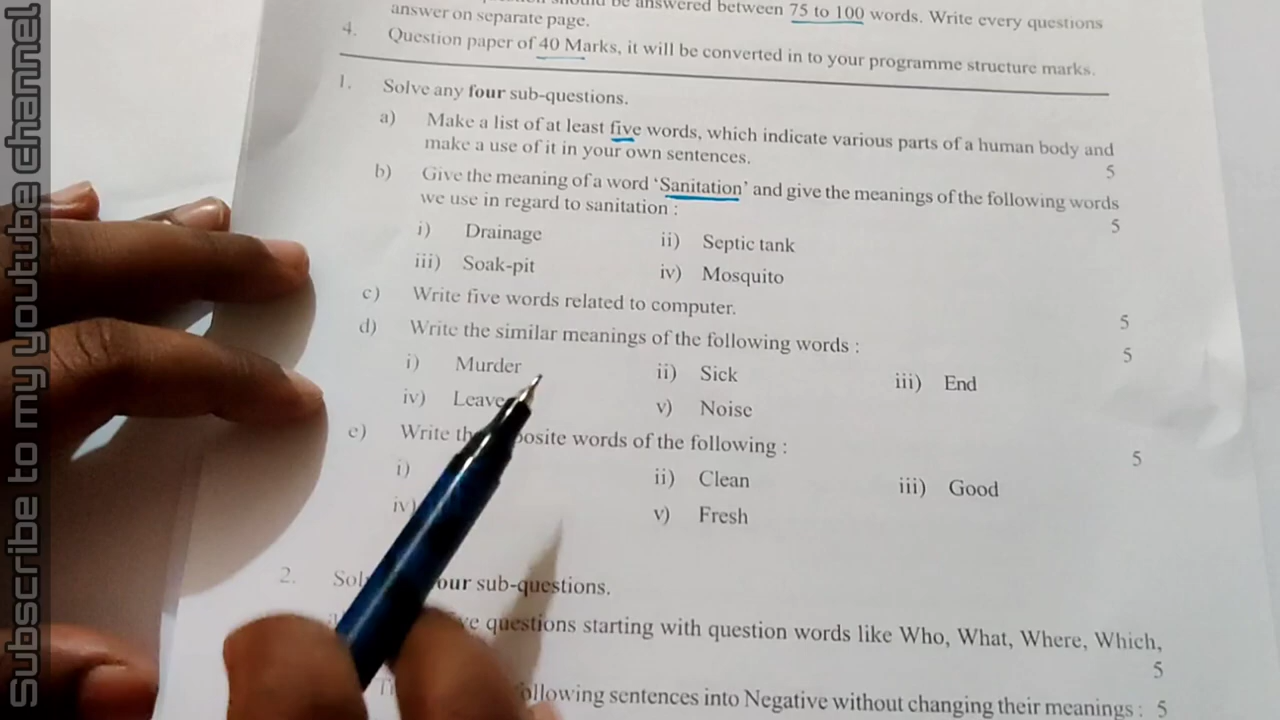 be answered between 75 to 100 words. Write every questions
answer on separate page.
4. Question paper of 40 Marks, it will be converted in to your programme structure marks.
1. Solve any four sub-questions.
a) Make a list of at least five words, which indicate various parts of a human body and
make a use of it in your own sentences. 5
b) Give the meaning of a word ‘Sanitation’ and give the meanings of the following words
we use in regard to sanitation : 5
i) Drainage ii) Septic tank
iii) Soak-pit iv) Mosquito
c) Write five words related to computer. 5
d) Write the similar meanings of the following words : 5
i) Murder ii) Sick iii) End
iv) Leave v) Noise
e) Write the words of the following : 5
i) ii) Clean iii) Good
iv) v) Fresh
2. sub-questions.
questions starting with question words like Who, What, Where, Which,
5
following sentences into Negative without changing their meanings : 5
Subscribe to my youtube channel